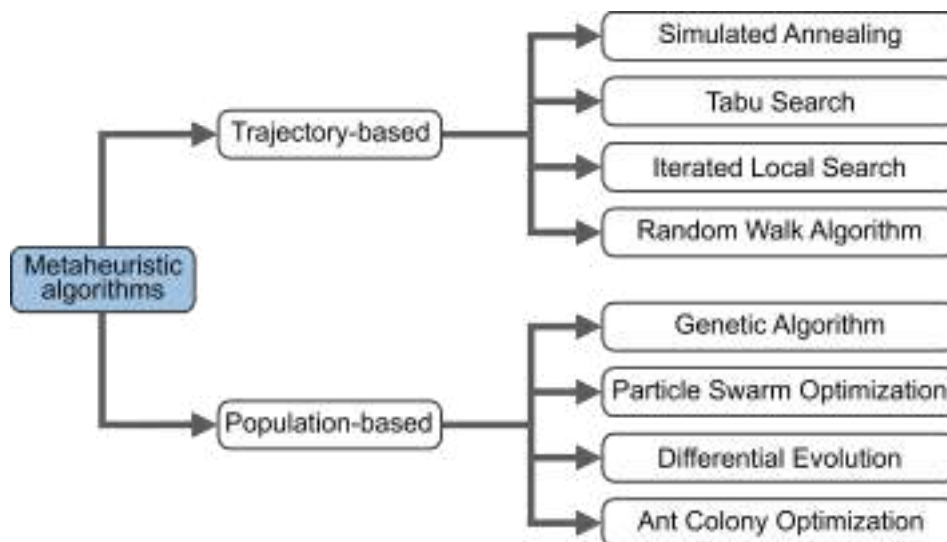 Simulated Annealing
Tabu Search
Trajectory-based
Iterated Local Search
Random Walk Algorithm
Metaheuristic
algorithms
Genetic Algorithm
Particle Swarm Optimization
Population-based
Differential Evolution
Ant Colony Optimization